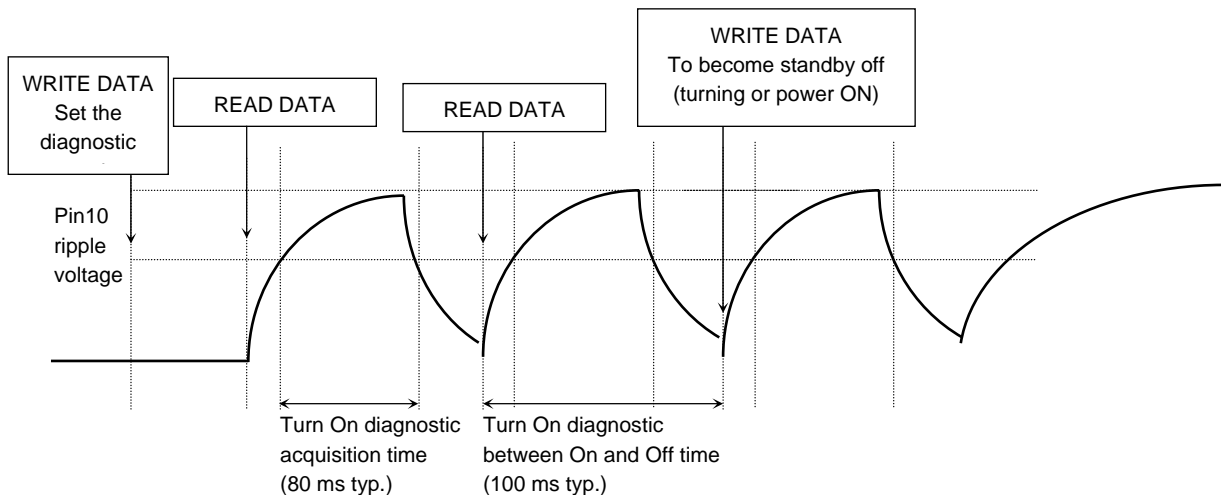 WRITE DATA
Set the
diagnostic
READ DATA
READ DATA
WRITE DATA
To become standby off
(turning or power ON)
Pin10
ripple
voltage
Turn On diagnostic
acquisition time
(80 ms typ.)
Turn On diagnostic
between On and Off time
(100 ms typ.)